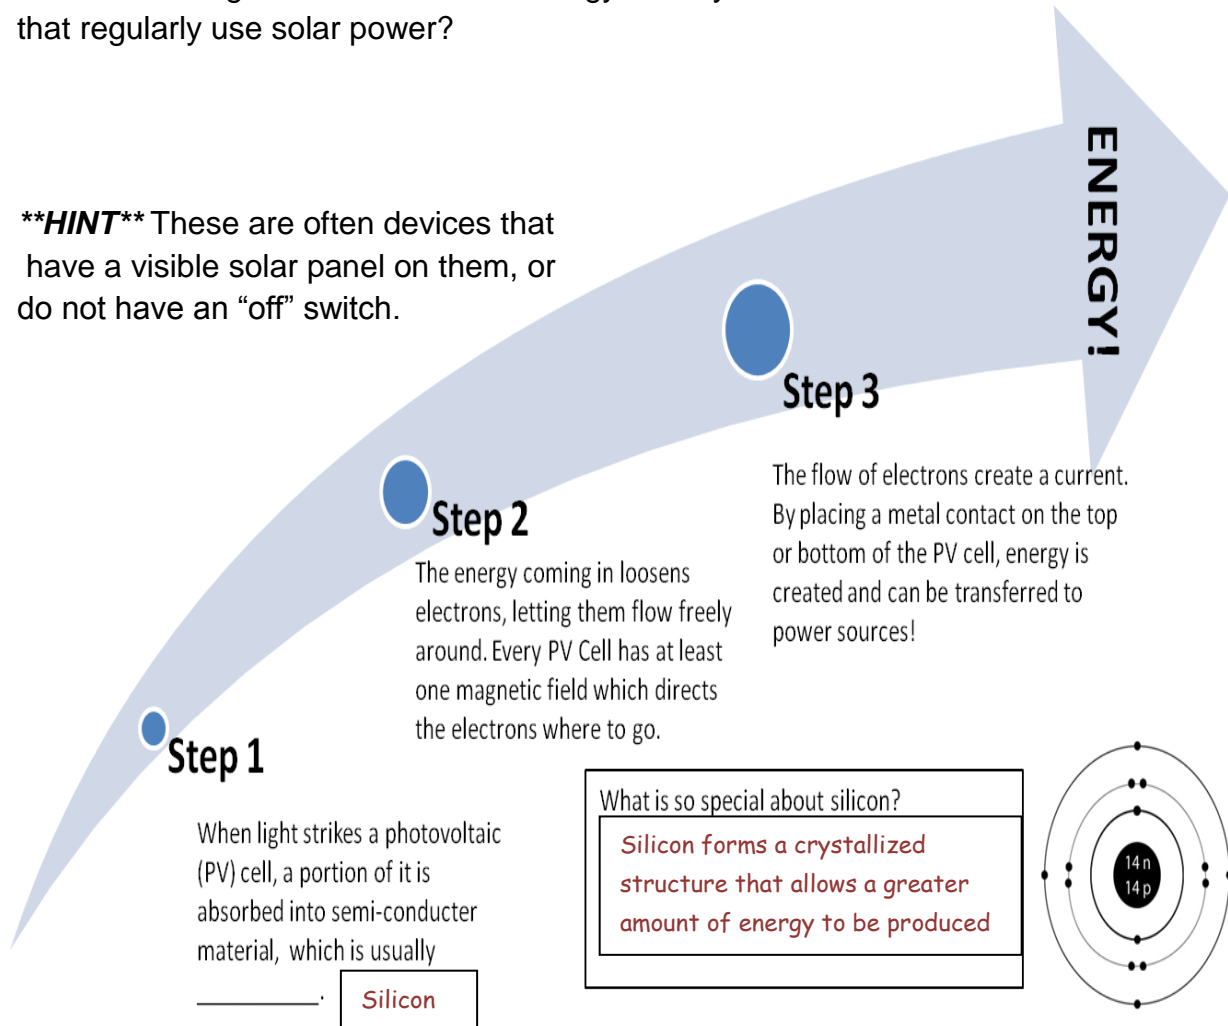 that regularly use solar power?
**HINT** These are often devices that
have a visible solar panel on them, or
do not have an “off” switch.
ENERGY!
Step 3
The flow of electrons create a current.
By placing a metal contact on the top
or bottom of the PV cell, energy is
created and can be transferred to
power sources!
Step 2
The energy coming in loosens
electrons, letting them flow freely
around. Every PV Cell has at least
one magnetic field which directs
the electrons where to go.
Step 1
When light strikes a photovoltaic
(PV) cell, a portion of it is
absorbed into semi-conducter
material, which is usually
____________.
Silicon
What is so special about silicon?
Silicon forms a crystallized
structure that allows a greater
amount of energy to be produced
14 n
14 p